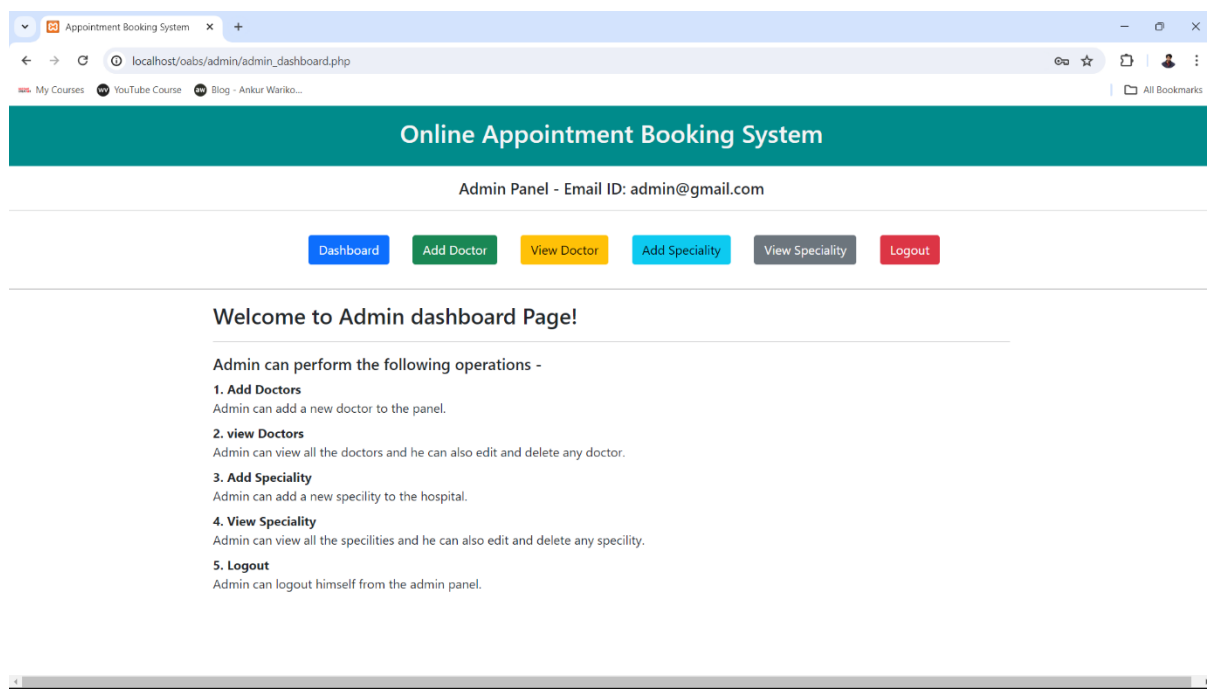 Appointment Booking System
localhost/oabs/admin/admin_dashboard.php
My Courses YouTube Course Blog - Ankur Wariko... All Bookmarks
Online Appointment Booking System
Admin Panel - Email ID: admin@gmail.com
Dashboard Add Doctor View Doctor Add Speciality View Speciality Logout
Welcome to Admin dashboard Page!
Admin can perform the following operations -
1. Add Doctors
Admin can add a new doctor to the panel.
2. view Doctors
Admin can view all the doctors and he can also edit and delete any doctor.
3. Add Speciality
Admin can add a new specility to the hospital.
4. View Speciality
Admin can view all the specilities and he can also edit and delete any specility.
5. Logout
Admin can logout himself from the admin panel.